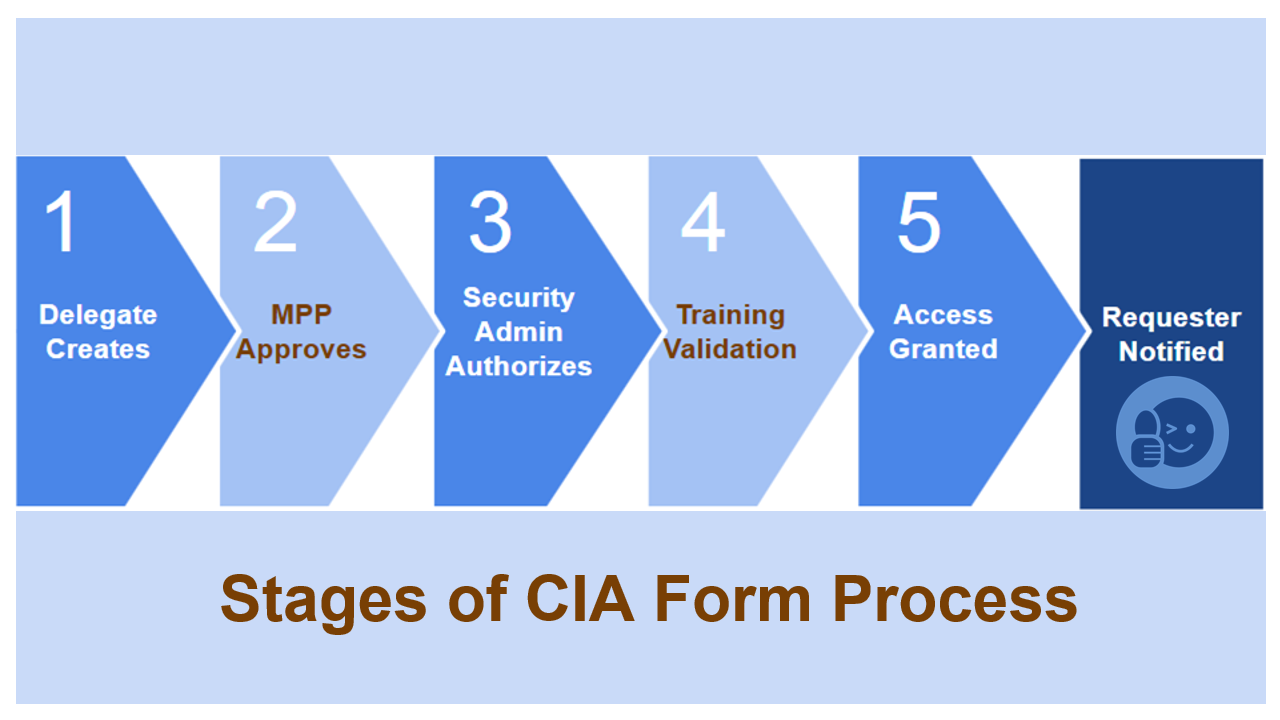 1
Delegate
Creates
2
MPP
Approves
3
Security
Admin
Authorizes
4
Training
Validation
5
Access
Granted
Requester
Notified
Stages of CIA Form Process